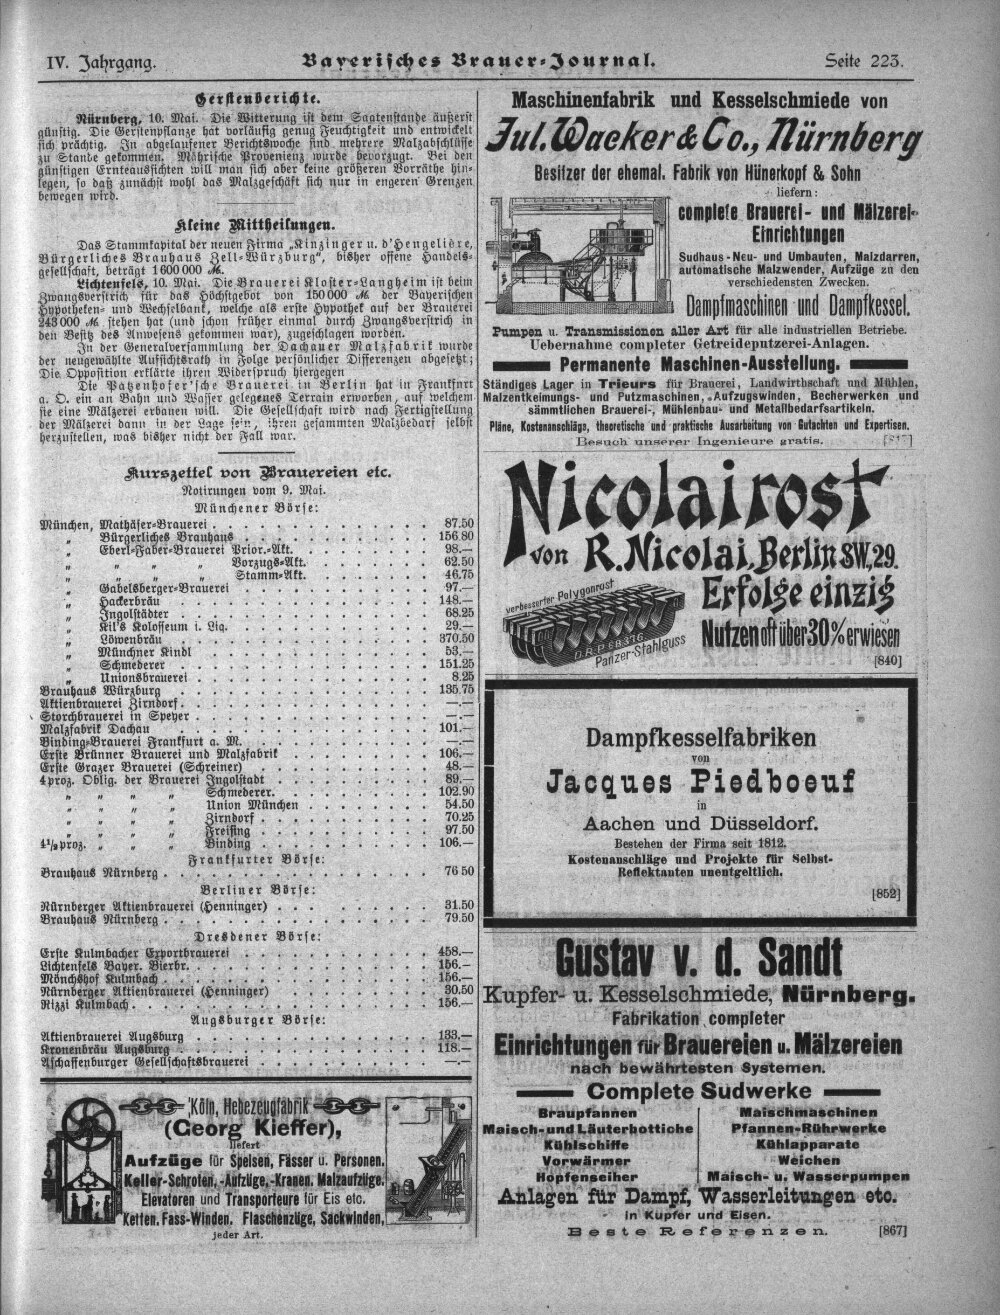 IV. Jahrgang. Bayerisches Brauer-Journal. Seite 223.
Gerstenberichte.
Nürnberg, 10. Mai. Die Witterung ist dem Saatenstande äußerst
günstig. Die Gerstenpflanze hat vorläufig genug Feuchtigkeit und entwickelt
sich prächtig. In abgelaufener Berichtswoche sind mehrere Malzabschlüsse
zu Stande gekommen. Mährische Provenienz wurde bevorzugt. Bei den
günstigen Ernteaussichten will man sich aber keine größeren Vorräthe hin-
legen, so daß zunächst wohl das Malzgeschäft sich nur in engeren Grenzen
bewegen wird.
Kleine Mittheilungen.
Das Stammkapital der neuen Firma „Kinzinger u. d'Hengelière,
Bürgerliches Brauhaus Zell-Würzburg", bisher offene Handels-
gesellschaft, beträgt 1 600 000 M.
Lichtenfels, 10. Mai. Die Brauerei Kloster-Langheim ist beim
Zwangsverstrich für das Höchstgebot von 150 000 M. der Bayerischen
Hypotheken- und Wechselbank, welche als erste Hypothek auf der Brauerei
243 000 M. stehen hat (und schon früher einmal durch Zwangsverstrich in
den Besitz des Anwesens gekommen war), zugeschlagen worden.
In der Generalversammlung der Dachauer Malzfabrik wurde
der neugewählte Aufsichtsrath in Folge persönlicher Differenzen abgesetzt;
Die Opposition erklärte ihren Widerspruch hiergegen
Die Patzenhofer'sche Brauerei in Berlin hat in Frankfurt
a. O. ein an Bahn und Wasser gelegenes Terrain erworben, auf welchem
sie eine Mälzerei erbauen will. Die Gesellschaft wird nach Fertigstellung
der Mälzerei dann in der Lage sein, ihren gesammten Malzbedarf selbst
herzustellen, was bisher nicht der Fall war.
Kurszettel von Brauereien etc.
Notirungen vom 9. Mai.
Münchener Börse:
München, Mathäser-Brauerei . . . 87.50
„ Bürgerliches Brauhaus . . . 156.80
„ Eberl-Faber-Brauerei Prior.-Akt. . . . 98.—
„ „ „ „ Vorzugs-Akt. . . . 62.50
„ „ „ „ Stamm-Akt. . . . 46.75
„ Gabelsberger-Brauerei . . . 97.—
„ Hackerbräu . . . 148.—
„ Ingolstädter . . . 68.25
„ Kil's Kolosseum i. Liq. . . . 29.—
„ Löwenbräu . . . 370.50
„ Münchner Kindl . . . 53.—
„ Schmederer . . . 151.25
„ Unionsbrauerei . . . 8.25
Brauhaus Würzburg . . . 135.75
Aktienbrauerei Zirndorf . . . —.—
Storchbrauerei in Speyer . . . —.—
Malzfabrik Dachau . . . 101.—
Binding-Brauerei Frankfurt a. M. . . . —.—
Erste Brünner Brauerei und Malzfabrik . . . 106.—
Erste Grazer Brauerei (Schreiner) . . . 48.—
4 proz. Oblig. der Brauerei Ingolstadt . . . 89.—
„ „ „ „ Schmederer. . . . 102.90
„ „ „ „ Union München . . . 54.50
„ „ „ „ Zirndorf . . . 70.25
„ „ „ „ Freising . . . 97.50
4½ proz. „ „ „ Binding . . . 106.—
Frankfurter Börse:
Brauhaus Nürnberg . . . 76 50
Berliner Börse:
Nürnberger Aktienbrauerei (Henninger) . . . 31.50
Brauhaus Nürnberg . . . 79.50
Dresdener Börse:
Erste Kulmbacher Exportbrauerei . . . 458.—
Lichtenfels Bayer. Bierbr. . . . 156.—
Mönchshof Kulmbach . . . 156.—
Nürnberger Aktienbrauerei (Henninger) . . . 30.50
Rizzi Kulmbach . . . 156.—
Augsburger Börse:
Aktienbrauerei Augsburg . . . 133.—
Kronenbräu Augsburg . . . 118.—
Aschaffenburger Gesellschaftsbrauerei . . .
Köln, Hebezeugfabrik
(Georg Kieffer),
liefert
Aufzüge für Speisen, Fässer u. Personen.
Keller-Schroten, -Aufzüge, -Kranen. Malzaufzüge.
Elevatoren und Transporteure für Eis etc.
Ketten. Fass-Winden. Flaschenzüge, Sackwinden,
jeder Art.
Maschinenfabrik und Kesselschmiede von
Jul. Wacker & Co., Nürnberg
Besitzer der ehemal. Fabrik von Hünerkopf & Sohn
liefern:
complete Brauerei- und Mälzerei-
Einrichtungen
Sudhaus-Neu- und Umbauten, Malzdarren,
automatische Malzwender, Aufzüge zu den
verschiedensten Zwecken.
Dampfmaschinen und Dampfkessel.
Pumpen u. Transmissionen aller Art für alle industriellen Betriebe.
Uebernahme completer Getreideputzerei-Anlagen.
Permanente Maschinen-Ausstellung.
Ständiges Lager in Trieurs für Brauerei, Landwirthschaft und Mühlen,
Malzentkeimungs- und Putzmaschinen, Aufzugswinden, Becherwerken und
sämmtlichen Brauerei-, Mühlenbau- und Metallbedarfsartikeln.
Pläne, Kostenanschläge, theoretische und praktische Ausarbeitung von Gutachten und Expertisen.
Besuch unserer Ingenieure gratis.
Nicolairost
von R. Nicolai, Berlin SW., 29.
verbesserter Polygonrost
D.R.P. 68316
Panzer-Stahlguss
Erfolge einzig
Nutzen oft über 30% erwiesen
[840]
Dampfkesselfabriken
von
Jacques Piedboeuf
in
Aachen und Düsseldorf.
Bestehen der Firma seit 1812.
Kostenanschläge und Projekte für Selbst-
Reflektanten unentgeltlich.
[852]
Gustav v. d. Sandt
Kupfer- u. Kesselschmiede, Nürnberg.
Fabrikation completer
Einrichtungen für Brauereien u. Mälzereien
nach bewährtesten Systemen.
Complete Sudwerke
Braupfannen
Maisch- und Läuterbottiche
Kühlschiffe
Vorwärmer
Hopfenseiher
Maischmaschinen
Pfannen-Rührwerke
Kühlapparate
Weichen
Maisch- u. Wasserpumpen
Anlagen für Dampf, Wasserleitungen etc.
in Kupfer und Eisen.
Beste Referenzen. [867]